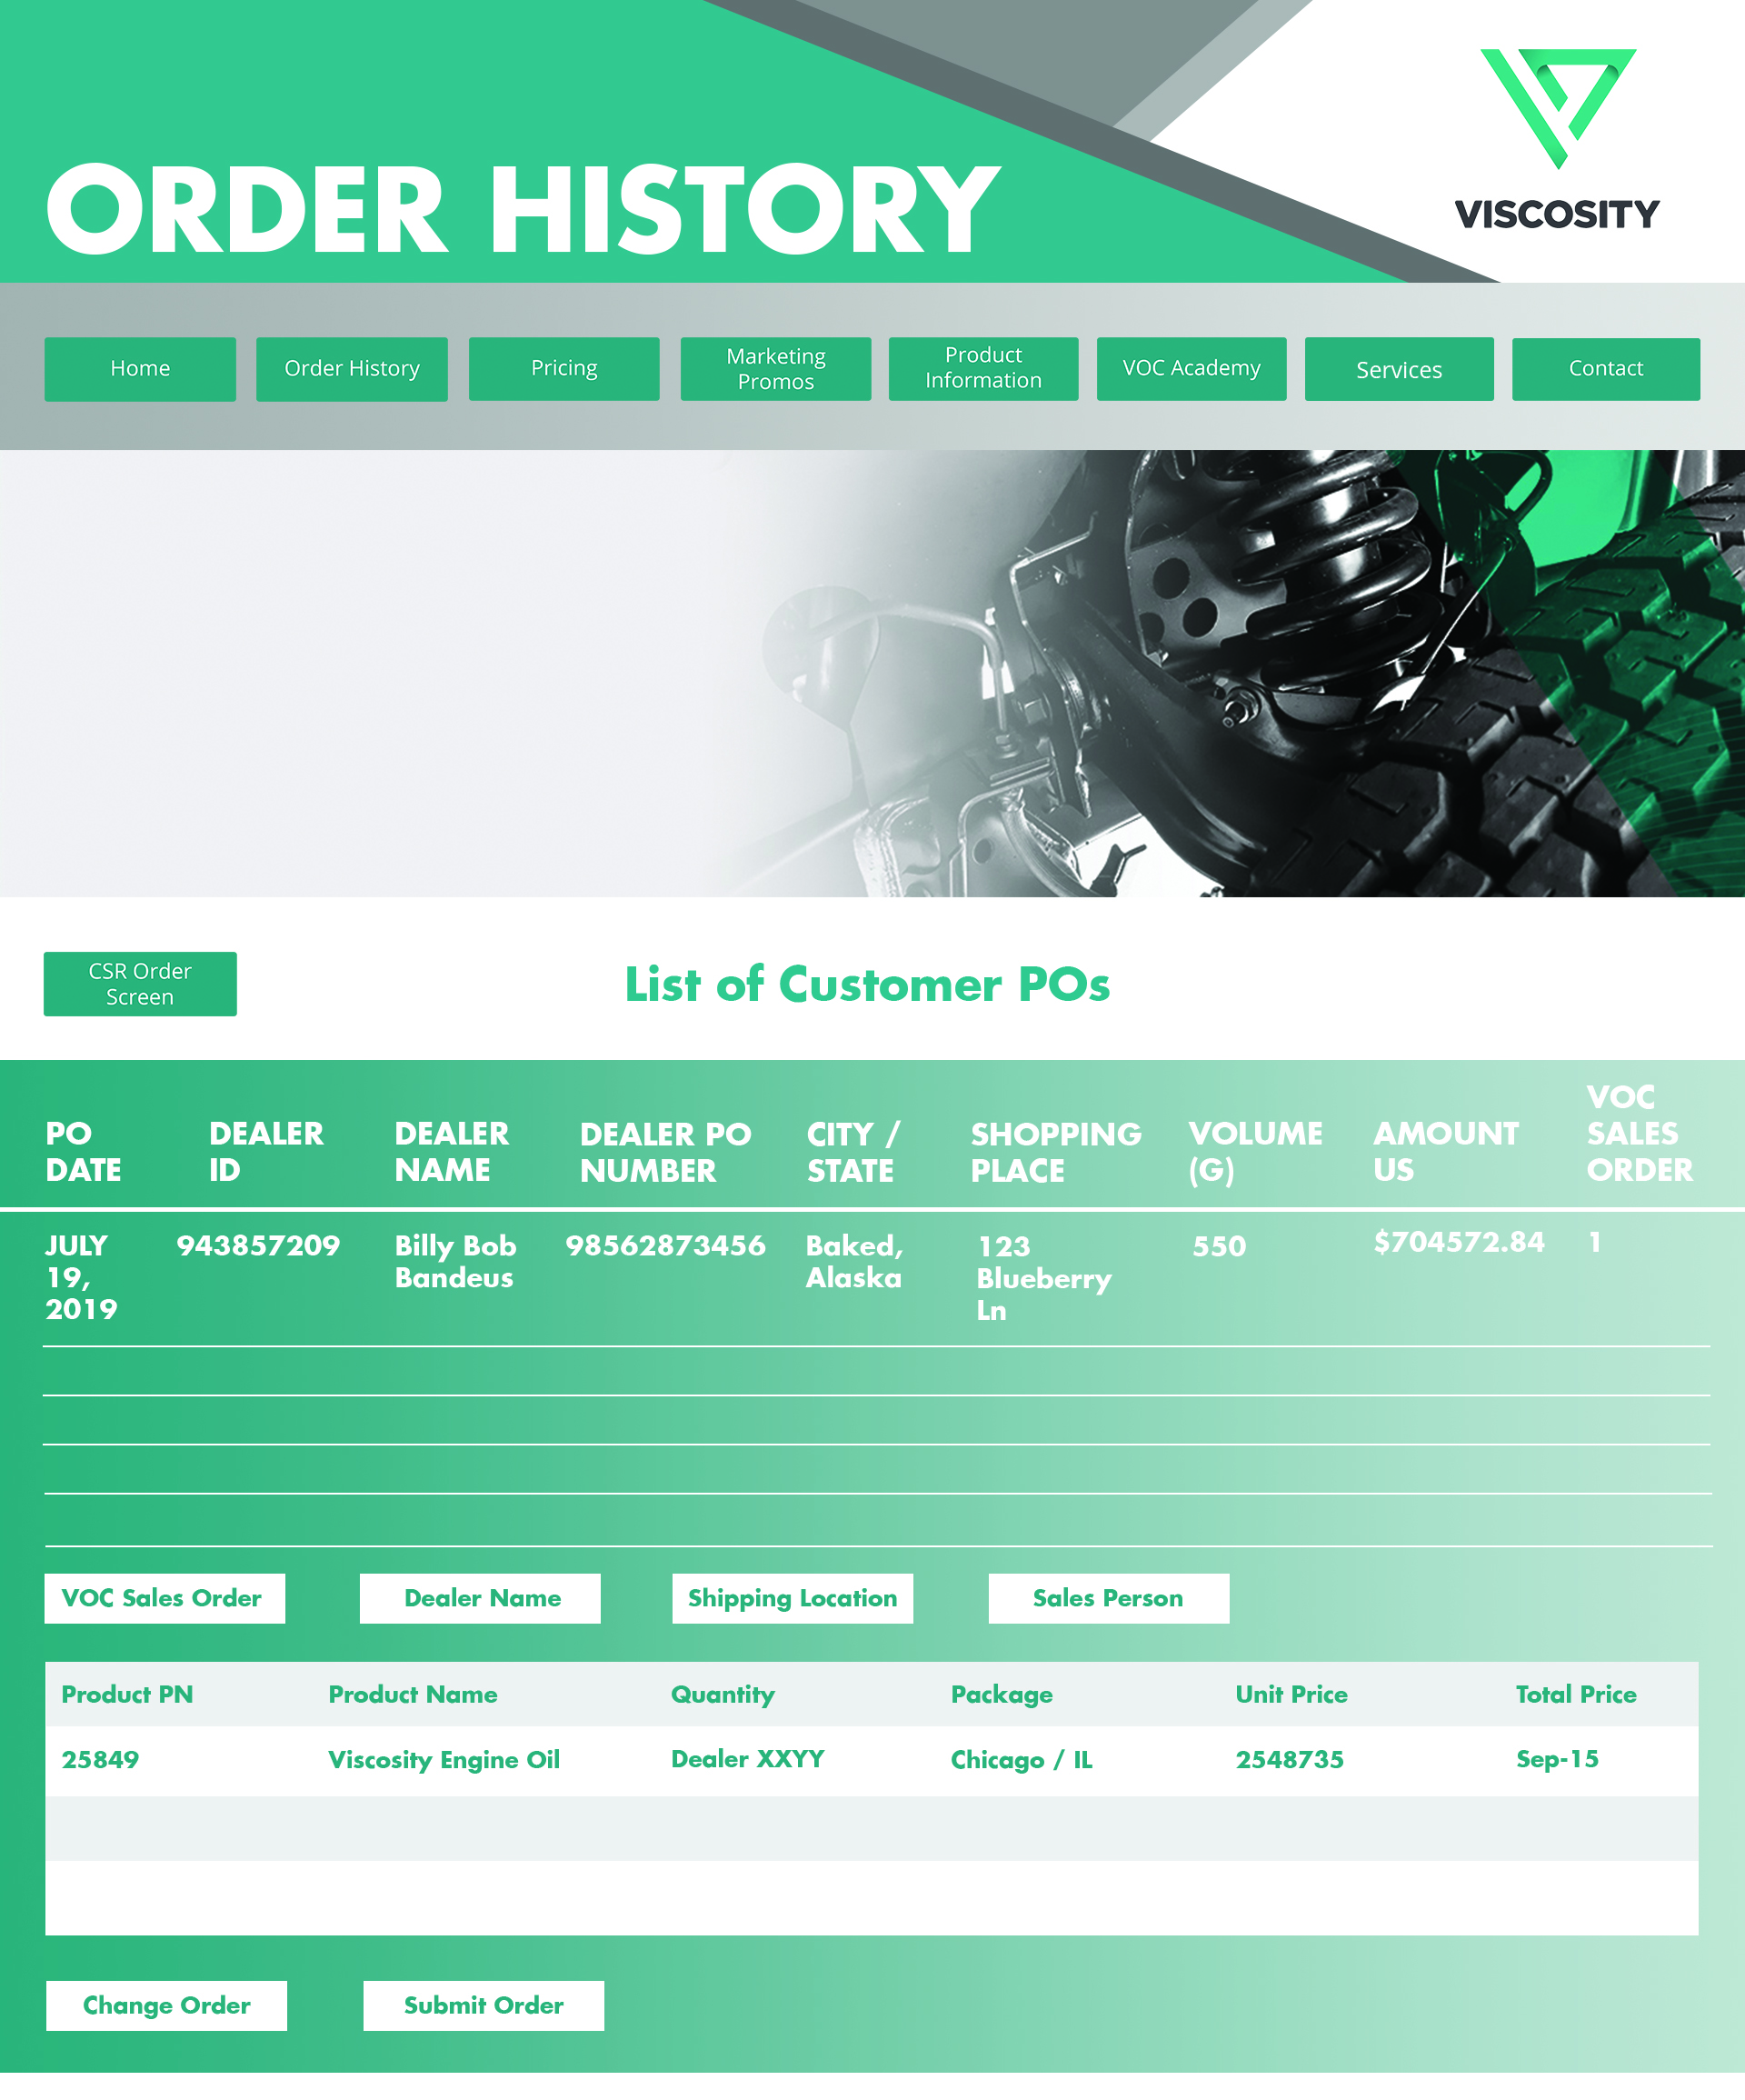 ORDER HISTORY
VISCOSITY
Home
Order History
Pricing
Marketing
Promos
Product
Information
VOC Academy
Services
Contact
CSR Order
Screen
List of Customer POs
PO
DATE
DEALER
ID
DEALER
NAME
DEALER PO
NUMBER
CITY /
STATE
SHOPPING
PLACE
VOLUME
(G)
AMOUNT
US
VOC
SALES
ORDER
JULY
19,
2019
943857209
Billy Bob
Bandeus
98562873456
Baked,
Alaska
123
Blueberry
Ln
550
$704572.84
1
VOC Sales Order
Dealer Name
Shipping Location
Sales Person
Product PN
Product Name
Quantity
Package
Unit Price
Total Price
25849
Viscosity Engine Oil
Dealer XXYY
Chicago / IL
2548735
Sep-15
Change Order
Submit Order